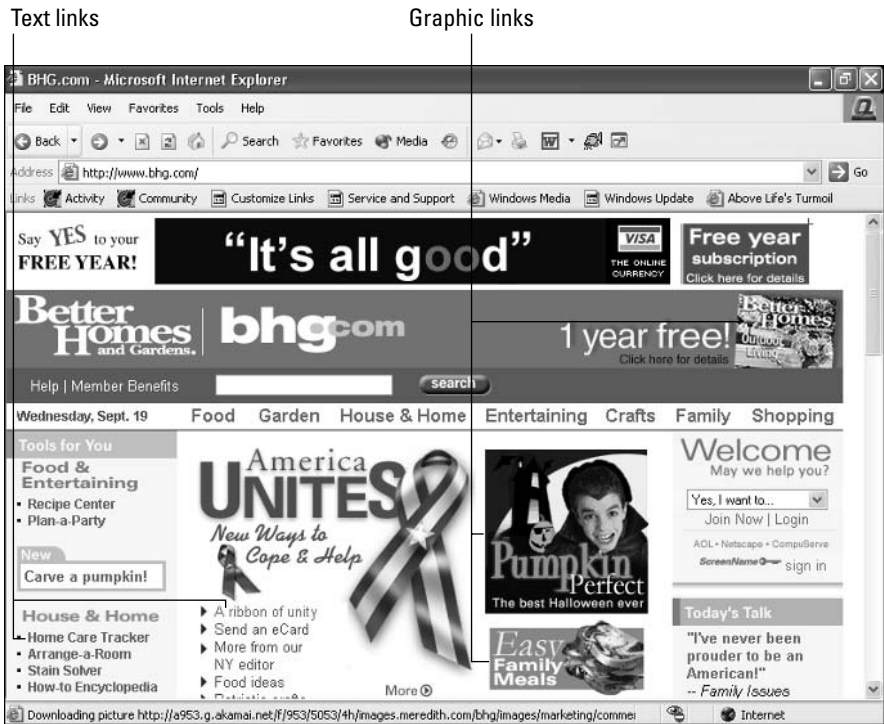 Text links
Graphic links
BHG.com - Microsoft Internet Explorer
File Edit View Favorites Tools Help
Back Search Favorites Media
Address http://www.bhg.com/ Go
Links Activity Community Customize Links Service and Support Windows Media Windows Update Above Life's Turmoil
Say YES to your
FREE YEAR!
“It's all good”
VISA
THE ONLINE
CURRENCY
Free year
subscription
Click here for details
Better
Homes
and Gardens.
bhg.com
1 year free!
Click here for details
Better
Homes
Outdoor
Living
Help | Member Benefits
search
Wednesday, Sept. 19 Food Garden House & Home Entertaining Crafts Family Shopping
Tools for You
Food &
Entertaining
▪ Recipe Center
▪ Plan-a-Party
New
Carve a pumpkin!
House & Home
▪ Home Care Tracker
▪ Arrange-a-Room
▪ Stain Solver
▪ How-to Encyclopedia
America
UNITES
New Ways to
Cope & Help
A ribbon of unity
Send an eCard
More from our
NY editor
Food ideas
More
Pumpkin
Perfect
The best Halloween ever
Easy
Family
Meals
Welcome
May we help you?
Yes, I want to...
Join Now | Login
AOL • Netscape • CompuServe
ScreenName sign in
Today's Talk
"I've never been
prouder to be an
American!"
-- Family Issues
Downloading picture http://a953.g.akamai.net/f/953/5053/4h/images.meredith.com/bhg/images/marketing/comme
Internet